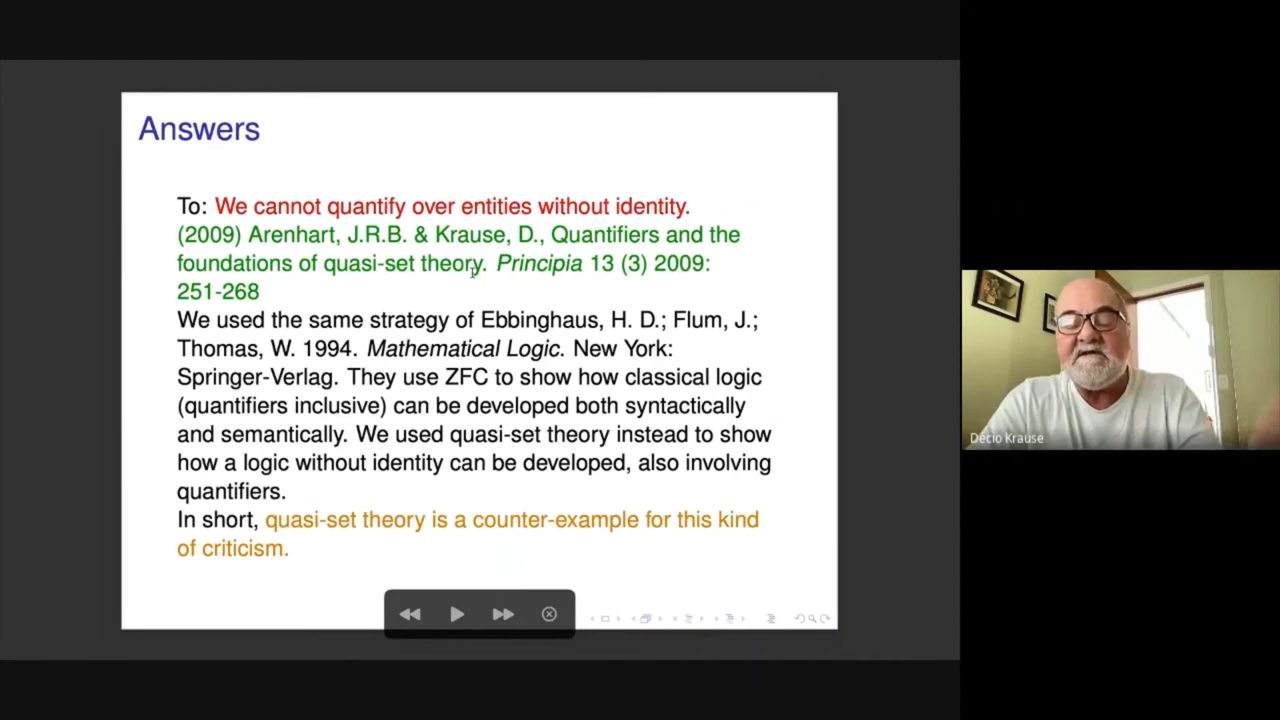 Answers
To: We cannot quantify over entities without identity.
(2009) Arenhart, J.R.B. & Krause, D., Quantifiers and the
foundations of quasi-set theory. Principia 13 (3) 2009:
251-268
We used the same strategy of Ebbinghaus, H. D.; Flum, J.;
Thomas, W. 1994. Mathematical Logic. New York:
Springer-Verlag. They use ZFC to show how classical logic
(quantifiers inclusive) can be developed both syntactically
and semantically. We used quasi-set theory instead to show
how a logic without identity can be developed, also involving
quantifiers.
In short, quasi-set theory is a counter-example for this kind
of criticism.
Décio Krause